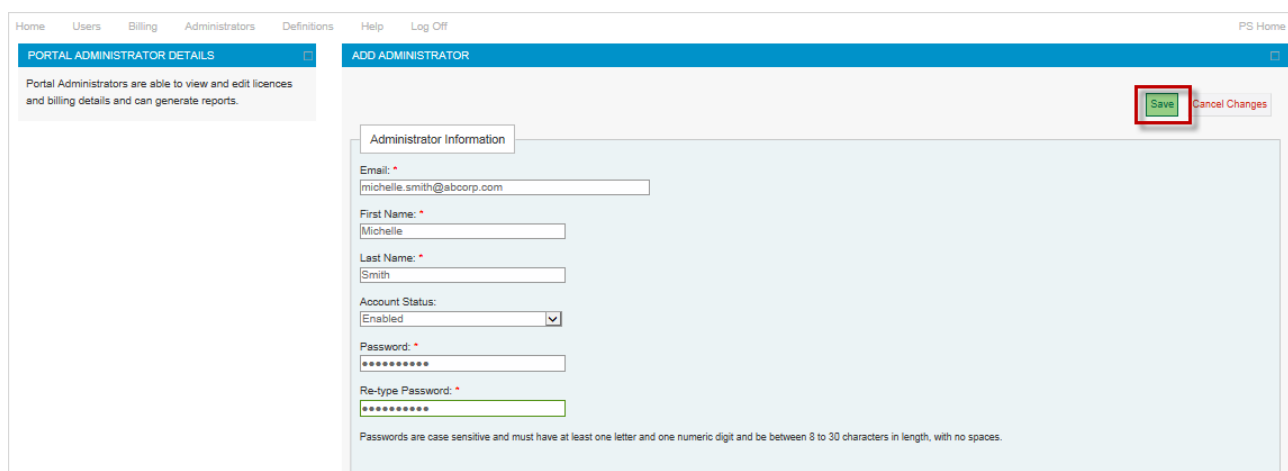 Home Users Billing Administrators Definitions Help Log Off PS Home
PORTAL ADMINISTRATOR DETAILS
Portal Administrators are able to view and edit licences
and billing details and can generate reports.
ADD ADMINISTRATOR
Save Cancel Changes
Administrator Information
Email: *
michelle.smith@abcorp.com
First Name: *
Michelle
Last Name: *
Smith
Account Status:
Enabled
Password: *
••••••••••
Re-type Password: *
••••••••••
Passwords are case sensitive and must have at least one letter and one numeric digit and be between 8 to 30 characters in length, with no spaces.